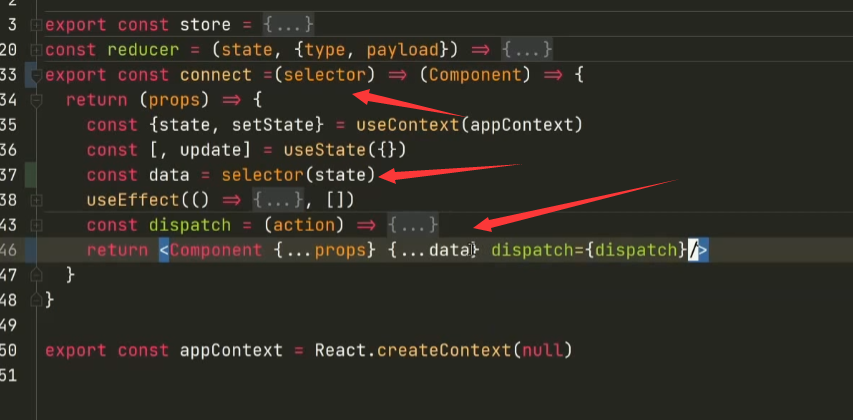 3 export const store = {...}
20 const reducer = (state, {type, payload}) => {...}
33 export const connect =(selector) => (Component) => {
34 return (props) => {
35 const {state, setState} = useContext(appContext)
36 const [, update] = useState({})
37 const data = selector(state)
38 useEffect(() => {...}, [])
43 const dispatch = (action) => {...}
46 return <Component {...props} {...data} dispatch={dispatch}/>
47 }
48 }
49
50 export const appContext = React.createContext(null)
51